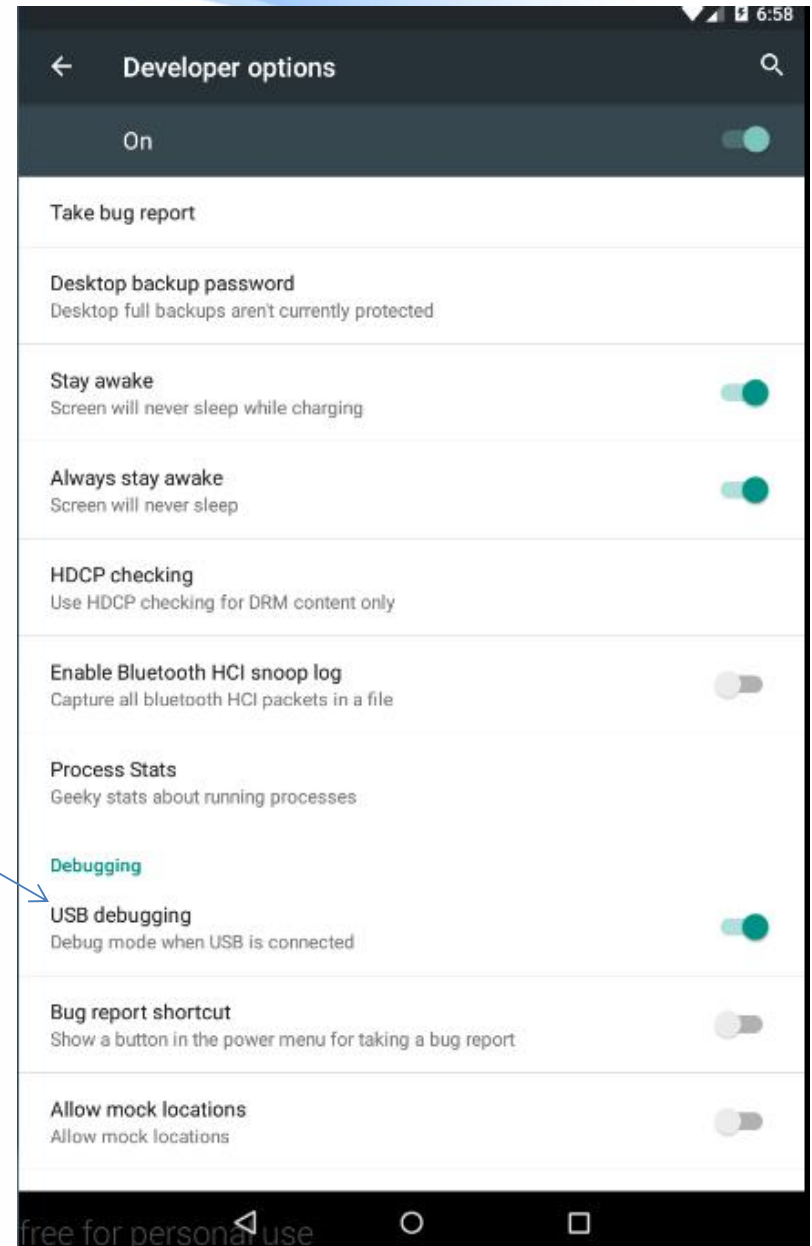 6:58
Developer options
On
Take bug report
Desktop backup password
Desktop full backups aren't currently protected
Stay awake
Screen will never sleep while charging
Always stay awake
Screen will never sleep
HDCP checking
Use HDCP checking for DRM content only
Enable Bluetooth HCI snoop log
Capture all bluetooth HCI packets in a file
Process Stats
Geeky stats about running processes
Debugging
USB debugging
Debug mode when USB is connected
Bug report shortcut
Show a button in the power menu for taking a bug report
Allow mock locations
Allow mock locations
free for personal use